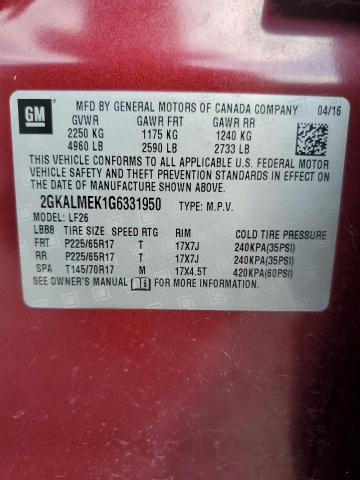 GM
MFD BY GENERAL MOTORS OF CANADA COMPANY 04/16
GVWR GAWR FRT GAWR RR
2250 KG 1175 KG 1240 KG
4960 LB 2590 LB 2733 LB
THIS VEHICLE CONFORMS TO ALL APPLICABLE U.S. FEDERAL MOTOR
VEHICLE SAFETY AND THEFT PREVENTION STANDARDS IN EFFECT
ON THE DATE OF MANUFACTURE SHOWN ABOVE.
2GKALMEK1G6331950 TYPE: M.P.V.
MODEL: LF26
LBBB TIRE SIZE SPEED RTG RIM COLD TIRE PRESSURE
FRT P225/65R17 T 17X7J 240KPA(35PSI)
RR P225/65R17 T 17X7J 240KPA(35PSI)
SPA T145/70R17 M 17X4.5T 420KPA(60PSI)
SEE OWNER'S MANUAL FOR MORE INFORMATION.